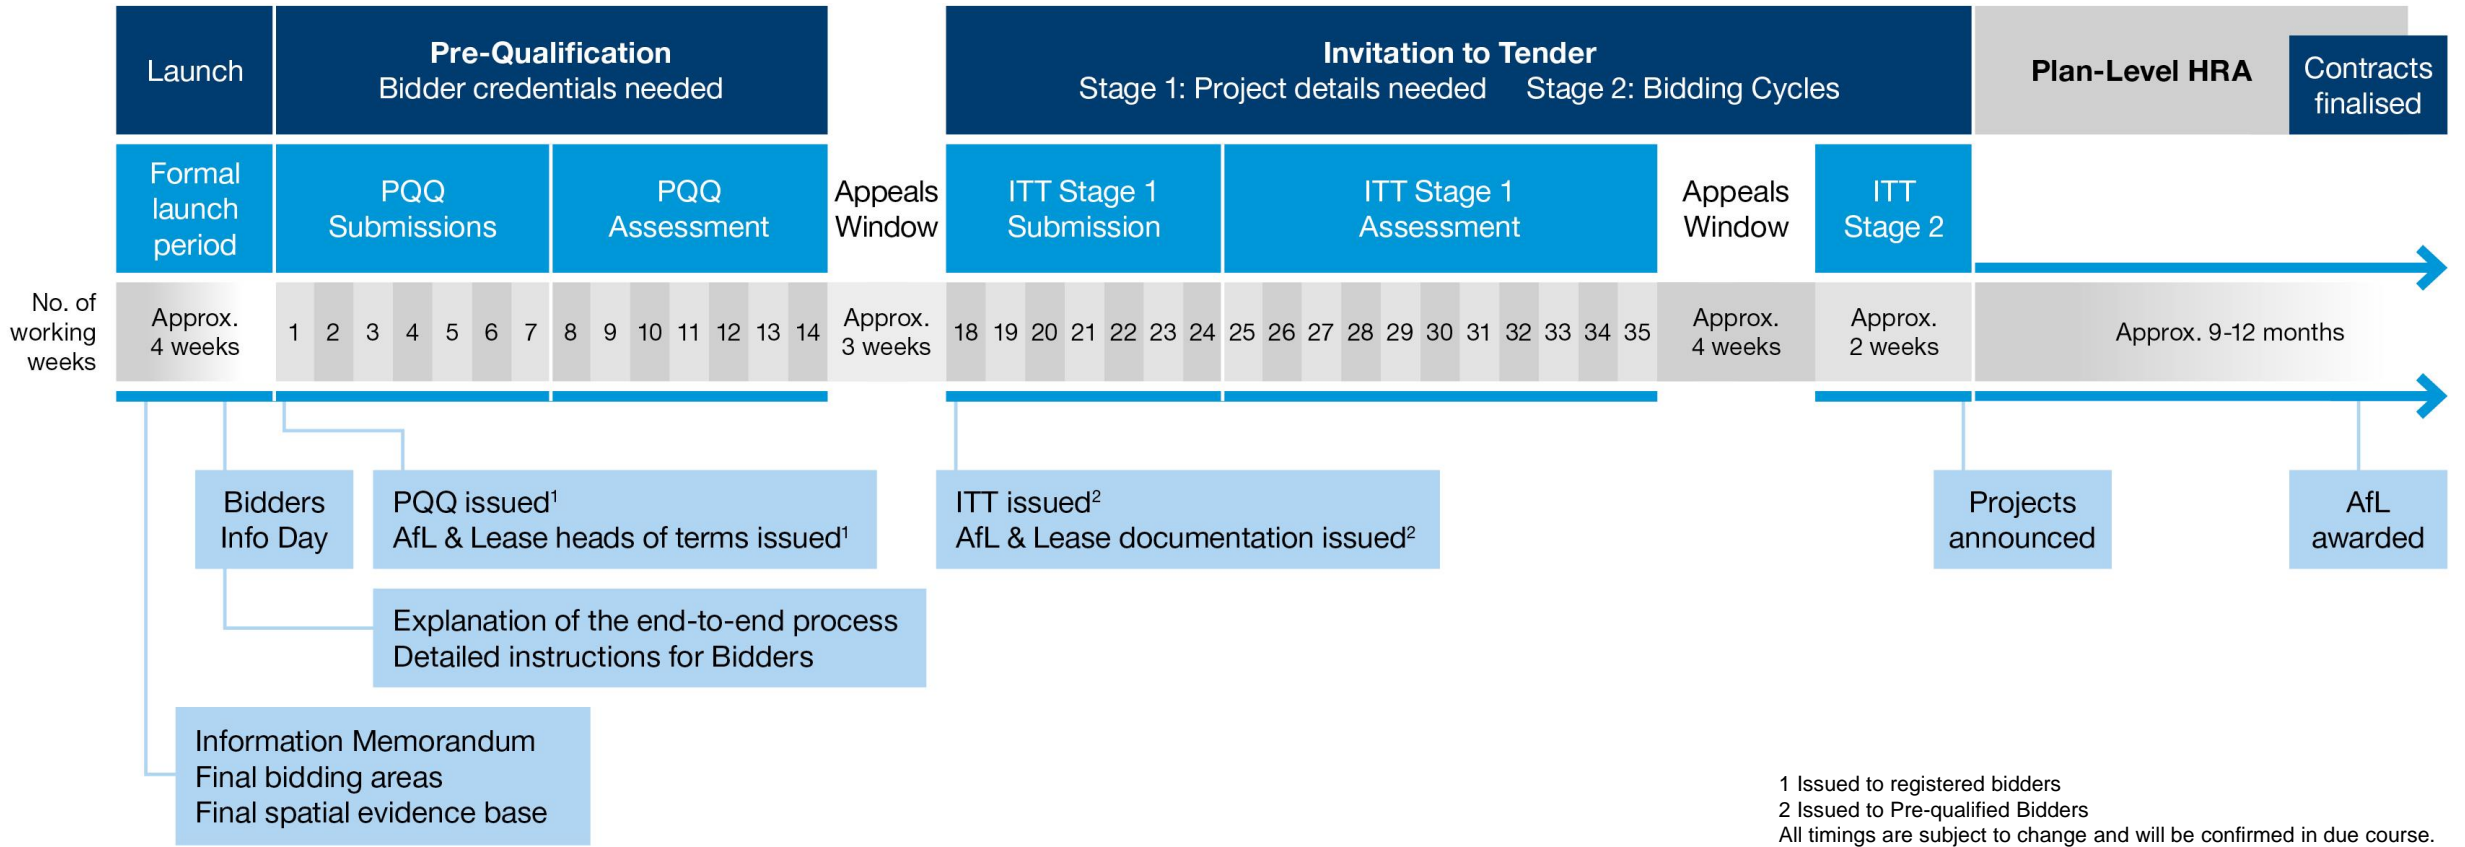 Launch
Pre-Qualification
Bidder credentials needed
Invitation to Tender
Stage 1: Project details needed Stage 2: Bidding Cycles
Plan-Level HRA
Contracts
finalised
Formal
launch
period
PQQ
Submissions
PQQ
Assessment
Appeals
Window
ITT Stage 1
Submission
ITT Stage 1
Assessment
Appeals
Window
ITT
Stage 2
No. of
working
weeks
Approx.
4 weeks
1 2 3 4 5 6 7 8 9 10 11 12 13 14
Approx.
3 weeks
18 19 20 21 22 23 24 25 26 27 28 29 30 31 32 33 34 35
Approx.
4 weeks
Approx.
2 weeks
Approx. 9-12 months
Bidders
Info Day
PQQ issued¹
AfL & Lease heads of terms issued¹
ITT issued²
AfL & Lease documentation issued²
Projects
announced
AfL
awarded
Explanation of the end-to-end process
Detailed instructions for Bidders
Information Memorandum
Final bidding areas
Final spatial evidence base
1 Issued to registered bidders
2 Issued to Pre-qualified Bidders
All timings are subject to change and will be confirmed in due course.